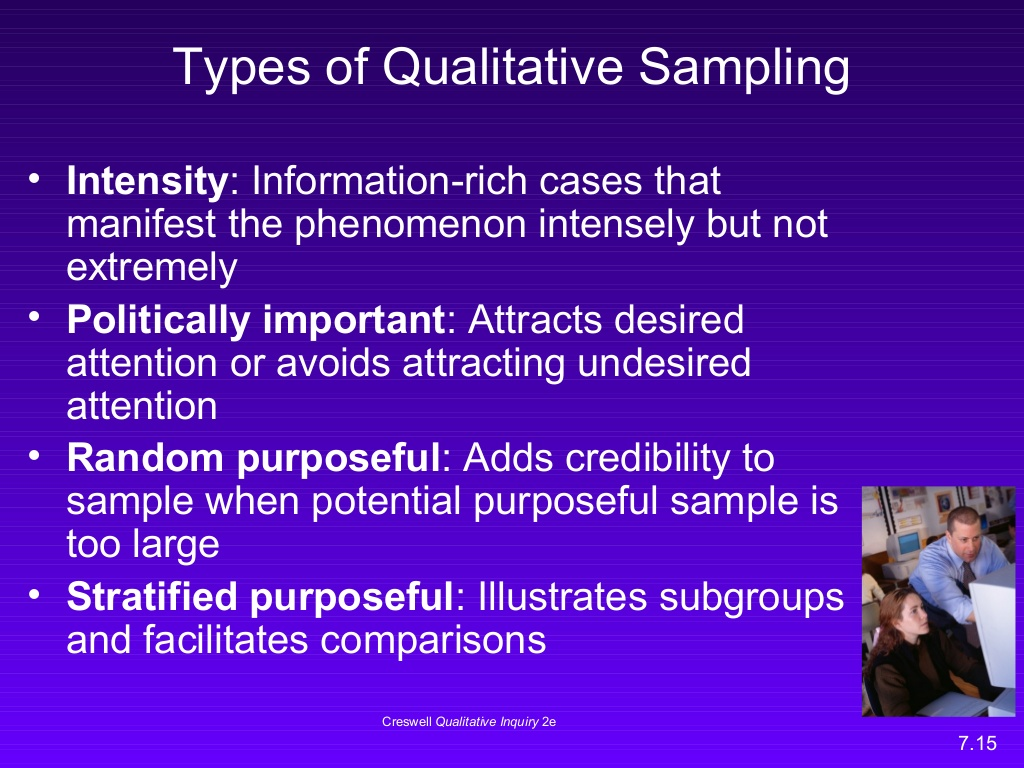 Types of Qualitative Sampling
• Intensity: Information-rich cases that
manifest the phenomenon intensely but not
extremely
• Politically important: Attracts desired
attention or avoids attracting undesired
attention
• Random purposeful: Adds credibility to
sample when potential purposeful sample is
too large
• Stratified purposeful: Illustrates subgroups
and facilitates comparisons
Creswell Qualitative Inquiry 2e
7.15